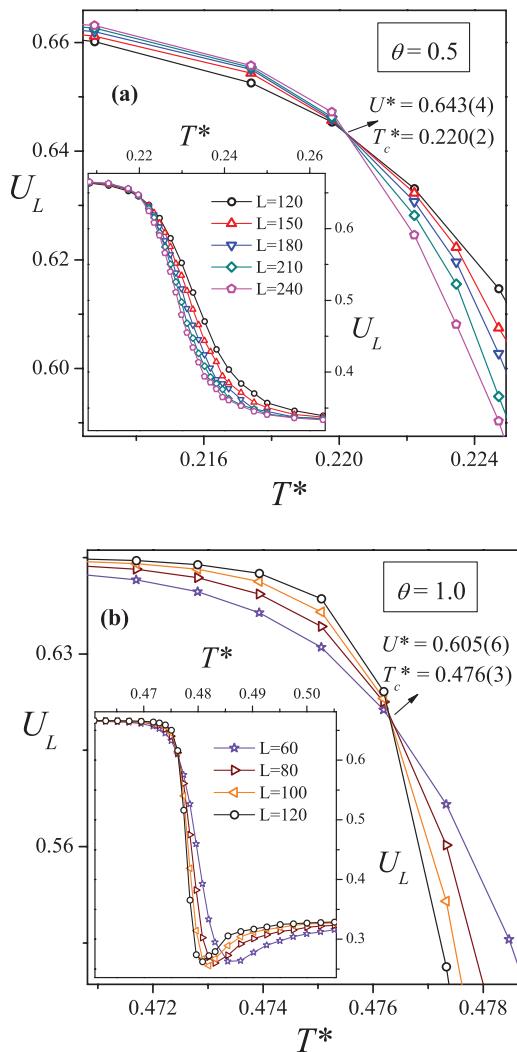 θ = 0.5
(a)
U* = 0.643(4)
T_c* = 0.220(2)
T*
0.22 0.24 0.26
L=120
L=150
L=180
L=210
L=240
0.6
0.5
0.4
U_L
0.66
0.64
0.62
0.60
U_L
0.216 0.220 0.224
T*
θ = 1.0
(b)
U* = 0.605(6)
T_c* = 0.476(3)
T*
0.47 0.48 0.49 0.50
L=60
L=80
L=100
L=120
0.6
0.5
0.4
0.3
U_L
0.63
0.56
U_L
0.472 0.474 0.476 0.478
T*